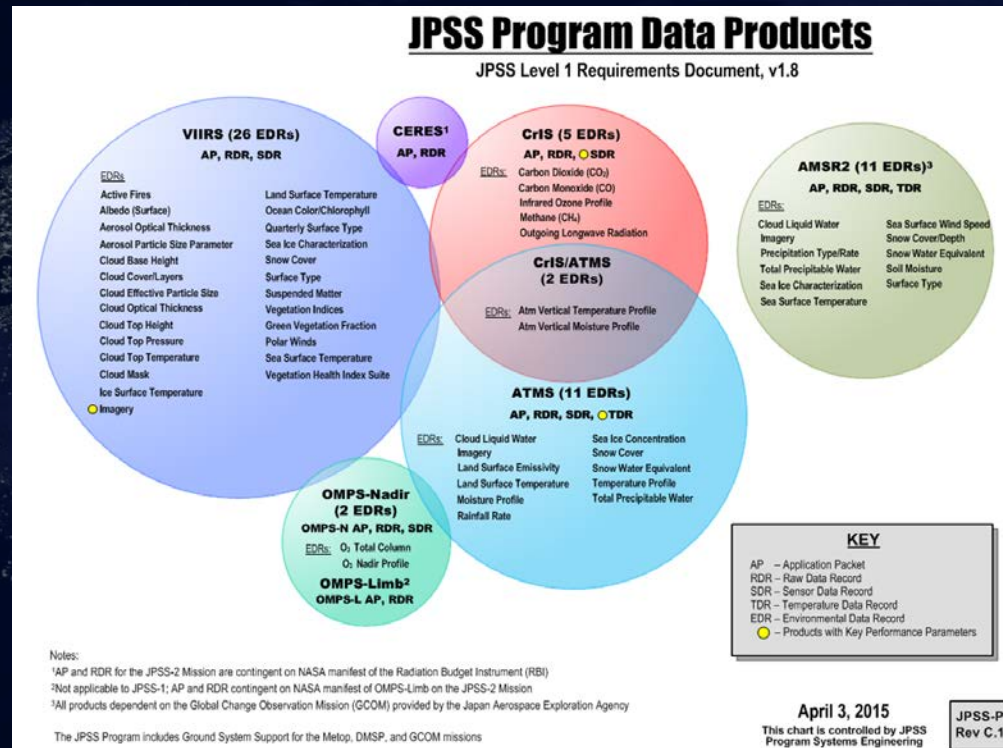 JPSS Program Data Products
JPSS Level 1 Requirements Document, v1.8
VIIRS (26 EDRs)
AP, RDR, SDR
EDRs
Active Fires
Albedo (Surface)
Aerosol Optical Thickness
Aerosol Particle Size Parameter
Cloud Base Height
Cloud Cover/Layers
Cloud Effective Particle Size
Cloud Optical Thickness
Cloud Top Height
Cloud Top Pressure
Cloud Top Temperature
Cloud Mask
Ice Surface Temperature
Imagery
Land Surface Temperature
Ocean Color/Chlorophyll
Quarterly Surface Type
Sea Ice Characterization
Snow Cover
Surface Type
Suspended Matter
Vegetation Indices
Green Vegetation Fraction
Polar Winds
Sea Surface Temperature
Vegetation Health Index Suite
CERES¹
AP, RDR
CrIS (5 EDRs)
AP, RDR, SDR
EDRs:
Carbon Dioxide (CO₂)
Carbon Monoxide (CO)
Infrared Ozone Profile
Methane (CH₄)
Outgoing Longwave Radiation
CrIS/ATMS
(2 EDRs)
EDRs:
Atm Vertical Temperature Profile
Atm Vertical Moisture Profile
ATMS (11 EDRs)
AP, RDR, SDR, TDR
EDRs:
Cloud Liquid Water
Imagery
Land Surface Emissivity
Land Surface Temperature
Moisture Profile
Rainfall Rate
Sea Ice Concentration
Snow Cover
Snow Water Equivalent
Temperature Profile
Total Precipitable Water
AMSR2 (11 EDRs)³
AP, RDR, SDR, TDR
EDRs:
Cloud Liquid Water
Imagery
Precipitation Type/Rate
Total Precipitable Water
Sea Ice Characterization
Sea Surface Temperature
Sea Surface Wind Speed
Snow Cover/Depth
Snow Water Equivalent
Soil Moisture
Surface Type
OMPS-Nadir
(2 EDRs)
OMPS-N AP, RDR, SDR
EDRs: O₃ Total Column
O₃ Nadir Profile
OMPS-Limb²
OMPS-L AP, RDR
KEY
AP – Application Packet
RDR – Raw Data Record
SDR – Sensor Data Record
TDR – Temperature Data Record
EDR – Environmental Data Record
– Products with Key Performance Parameters
Notes:
¹AP and RDR for the JPSS-2 Mission are contingent on NASA manifest of the Radiation Budget Instrument (RBI)
²Not applicable to JPSS-1; AP and RDR contingent on NASA manifest of OMPS-Limb on the JPSS-2 Mission
³All products dependent on the Global Change Observation Mission (GCOM) provided by the Japan Aerospace Exploration Agency
The JPSS Program includes Ground System Support for the Metop, DMSP, and GCOM missions
April 3, 2015
This chart is controlled by JPSS
Program Systems Engineering
JPSS-P
Rev C.1